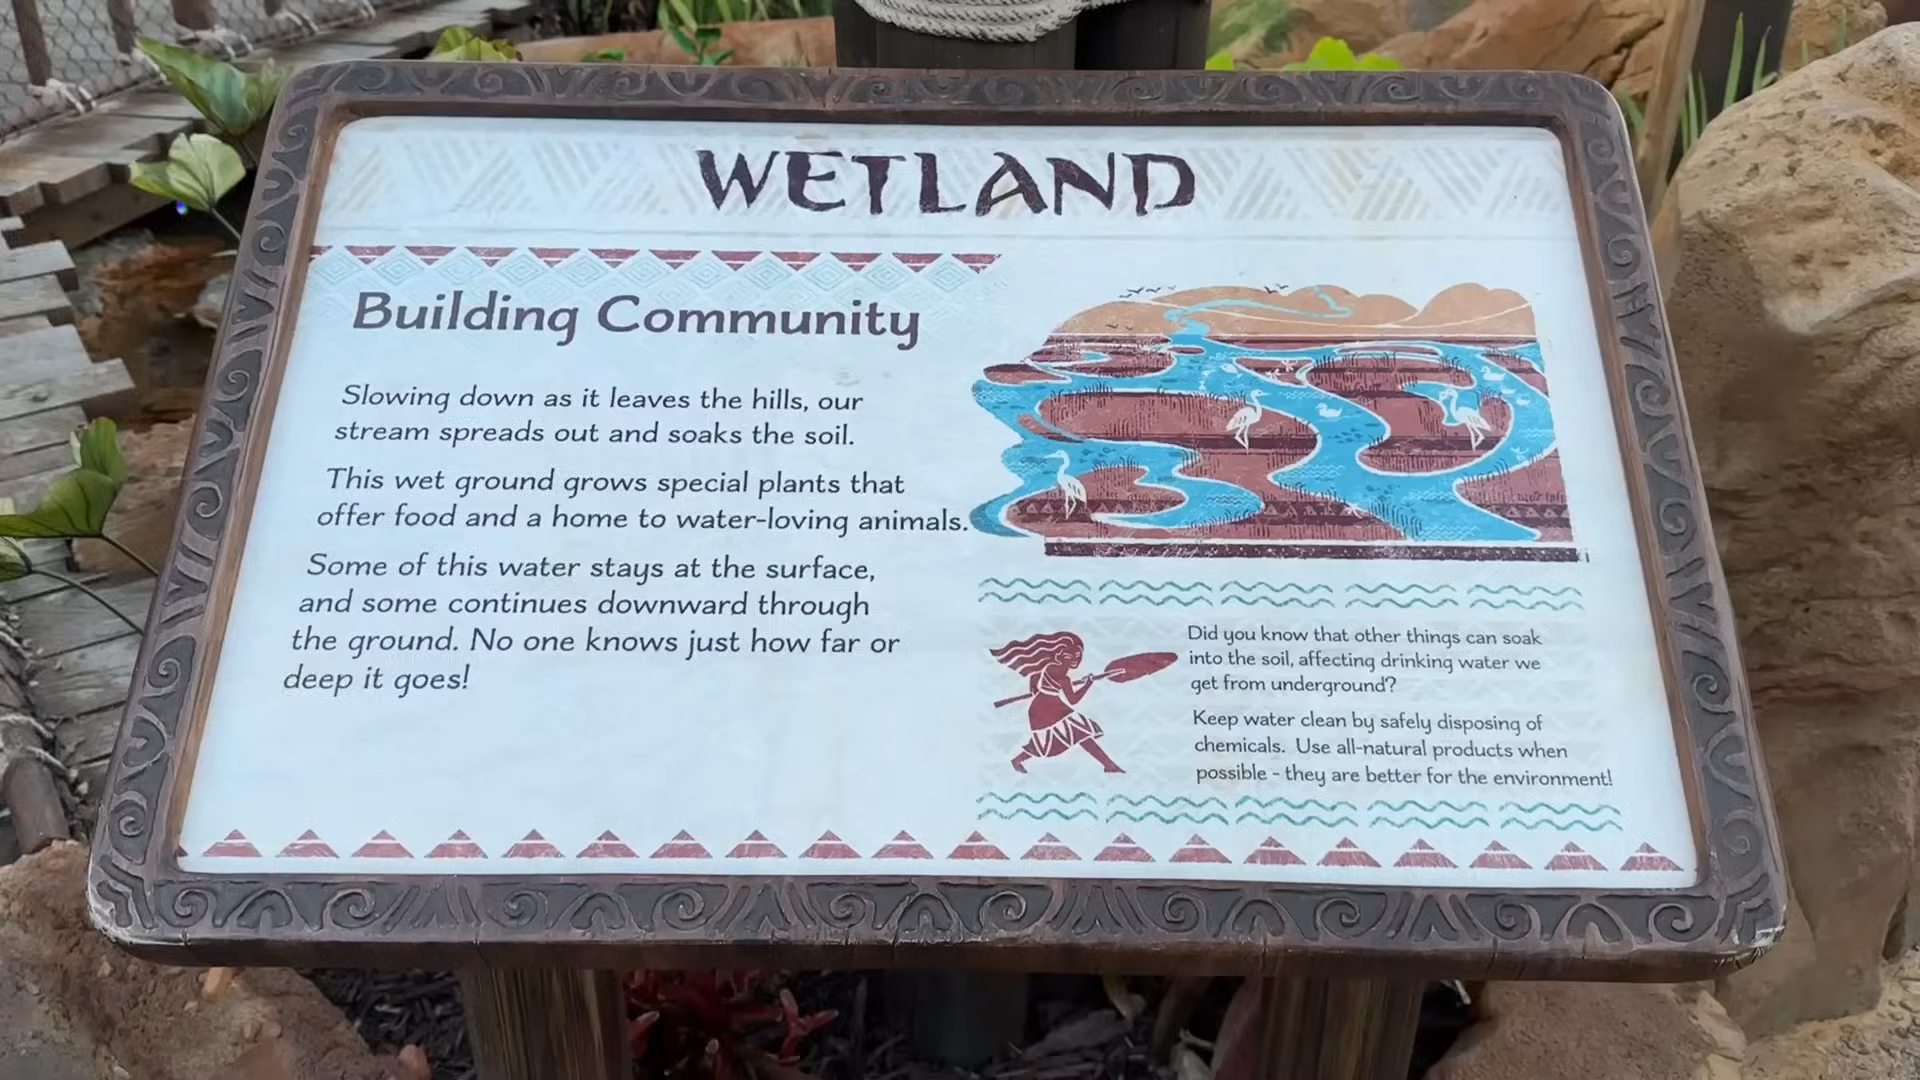 WETLAND
Building Community
Slowing down as it leaves the hills, our
stream spreads out and soaks the soil.
This wet ground grows special plants that
offer food and a home to water-loving animals.
Some of this water stays at the surface,
and some continues downward through
the ground. No one knows just how far or
deep it goes!
Did you know that other things can soak
into the soil, affecting drinking water we
get from underground?
Keep water clean by safely disposing of
chemicals. Use all-natural products when
possible - they are better for the environment!